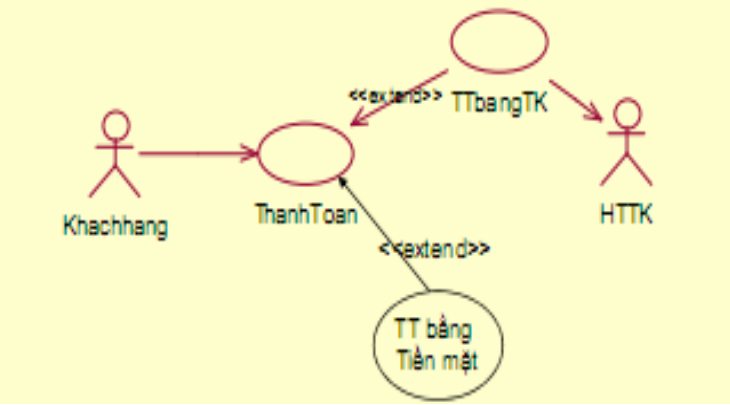 <<extend>>
TTbangTK
Khachhang
ThanhToan
HTTK
<<extend>>
TT bằng
Tiền mặt